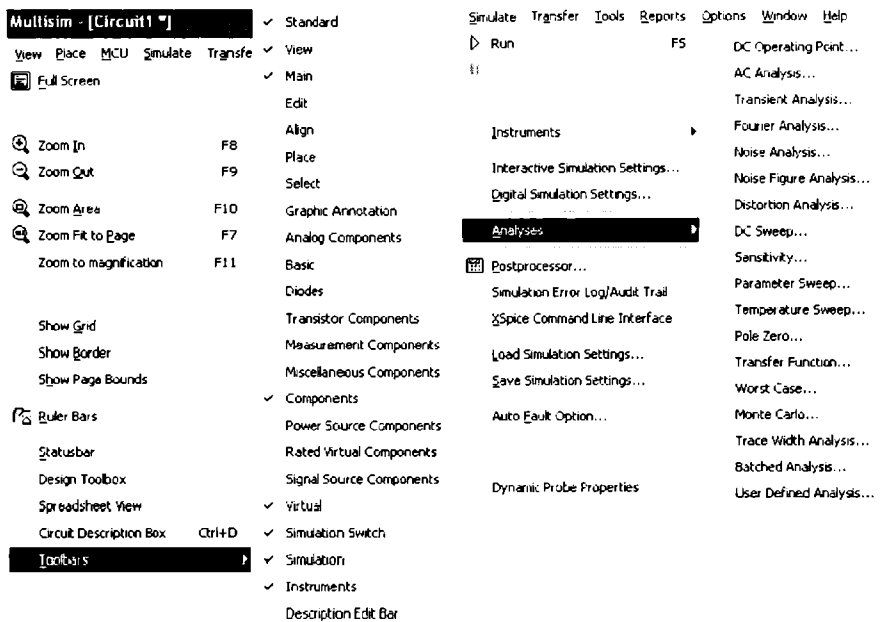 Multisim - [Circuit1 *]
View Place MCU Simulate Transfe
Full Screen
Zoom In F8
Zoom Out F9
Zoom Area F10
Zoom Fit to Page F7
Zoom to magnification F11
Show Grid
Show Border
Show Page Bounds
Ruler Bars
Statusbar
Design Toolbox
Spreadsheet View
Circuit Description Box Ctrl+D
Toolbars
Standard
View
Main
Edit
Align
Place
Select
Graphic Annotation
Analog Components
Basic
Diodes
Transistor Components
Measurement Components
Miscellaneous Components
Components
Power Source Components
Rated Virtual Components
Signal Source Components
Virtual
Simulation Switch
Simulation
Instruments
Description Edit Bar
Simulate Transfer Tools Reports Options Window Help
Run F5
Instruments
Interactive Simulation Settings...
Digital Simulation Settings...
Analyses
Postprocessor...
Simulation Error Log/Audit Trail
XSpice Command Line Interface
Load Simulation Settings...
Save Simulation Settings...
Auto Fault Option...
Dynamic Probe Properties
DC Operating Point...
AC Analysis...
Transient Analysis...
Fourier Analysis...
Noise Analysis...
Noise Figure Analysis...
Distortion Analysis...
DC Sweep...
Sensitivity...
Parameter Sweep...
Temperature Sweep...
Pole Zero...
Transfer Function...
Worst Case...
Monte Carlo...
Trace Width Analysis...
Batched Analysis...
User Defined Analysis...